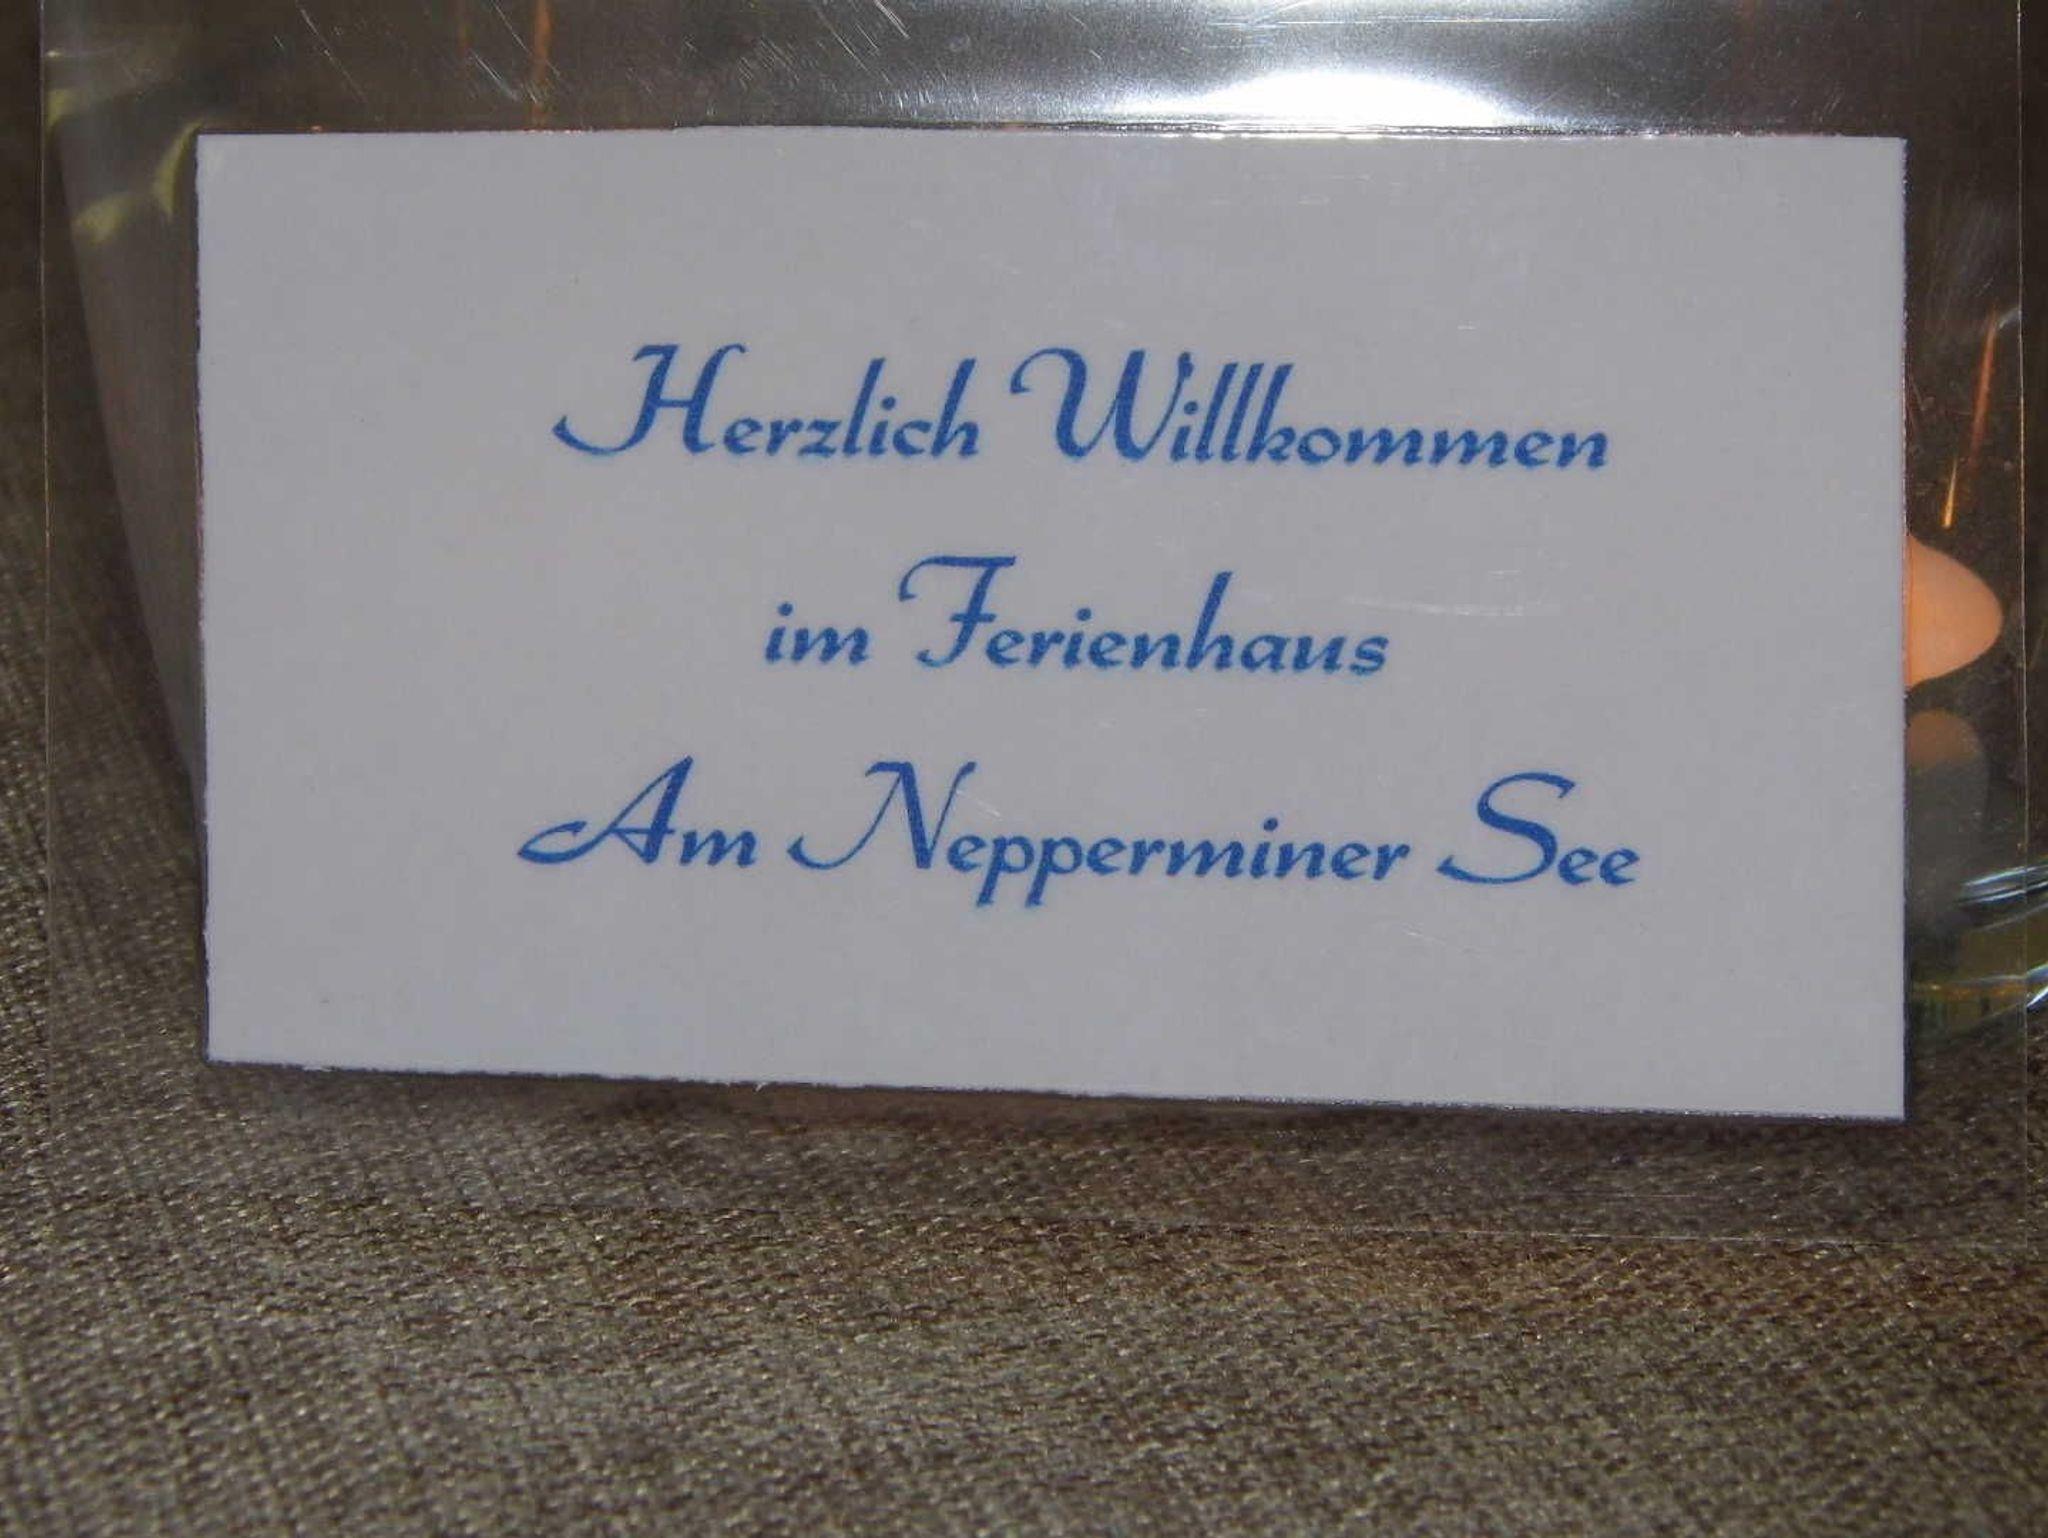 Herzlich Willkommen
im Ferienhaus
Am Nepperminer See